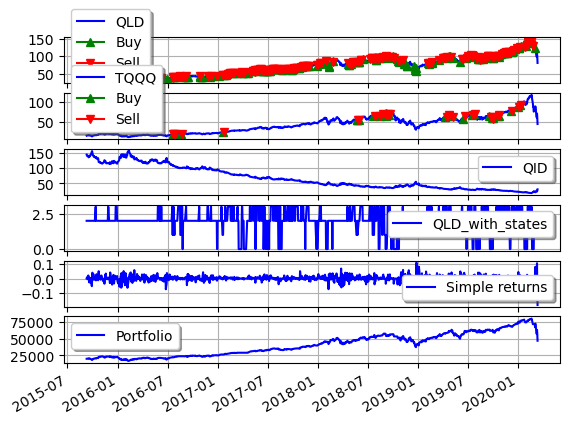 QLD
Buy
Sell
150
100
50
TQQQ
Buy
Sell
100
50
QID
150
100
50
QLD_with_states
2.5
0.0
Simple returns
0.1
0.0
−0.1
Portfolio
75000
50000
25000
2015-07
2016-01
2016-07
2017-01
2017-07
2018-01
2018-07
2019-01
2019-07
2020-01